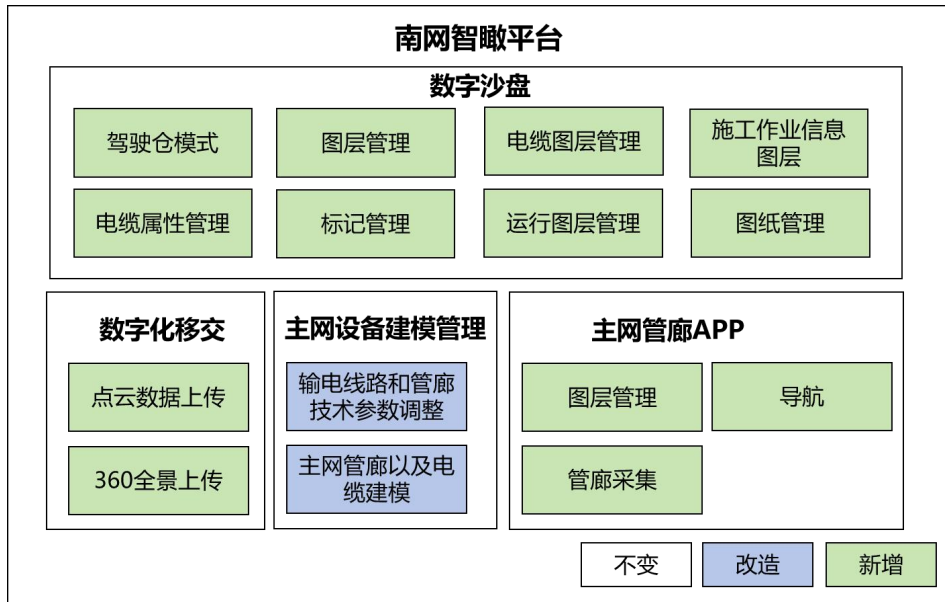 南网智瞰平台
数字沙盘
驾驶仓模式
图层管理
电缆图层管理
施工作业信息
图层
电缆属性管理
标记管理
运行图层管理
图纸管理
数字化移交
点云数据上传
360全景上传
主网设备建模管理
输电线路和管廊
技术参数调整
主网管廊以及电
缆建模
主网管廊APP
图层管理
导航
管廊采集
不变
改造
新增